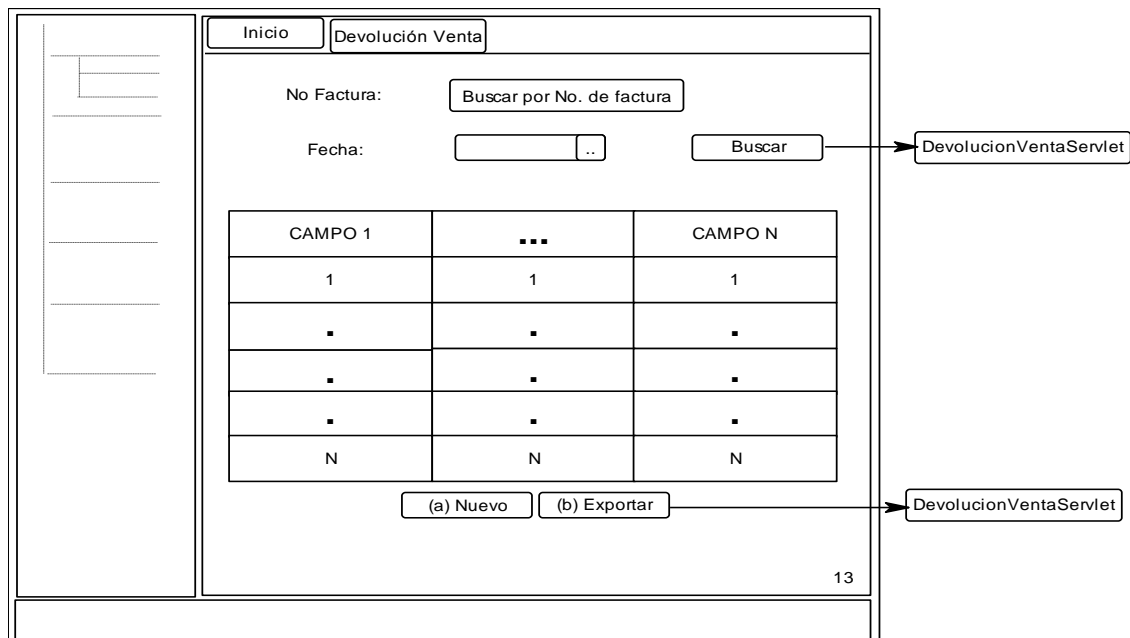 Inicio
Devolución Venta
No Factura:
Buscar por No. de factura
Fecha:
..
Buscar
DevolucionVentaServlet
CAMPO 1
...
CAMPO N
1
1
1
.
.
.
.
.
.
.
.
.
N
N
N
(a) Nuevo
(b) Exportar
DevolucionVentaServlet
13